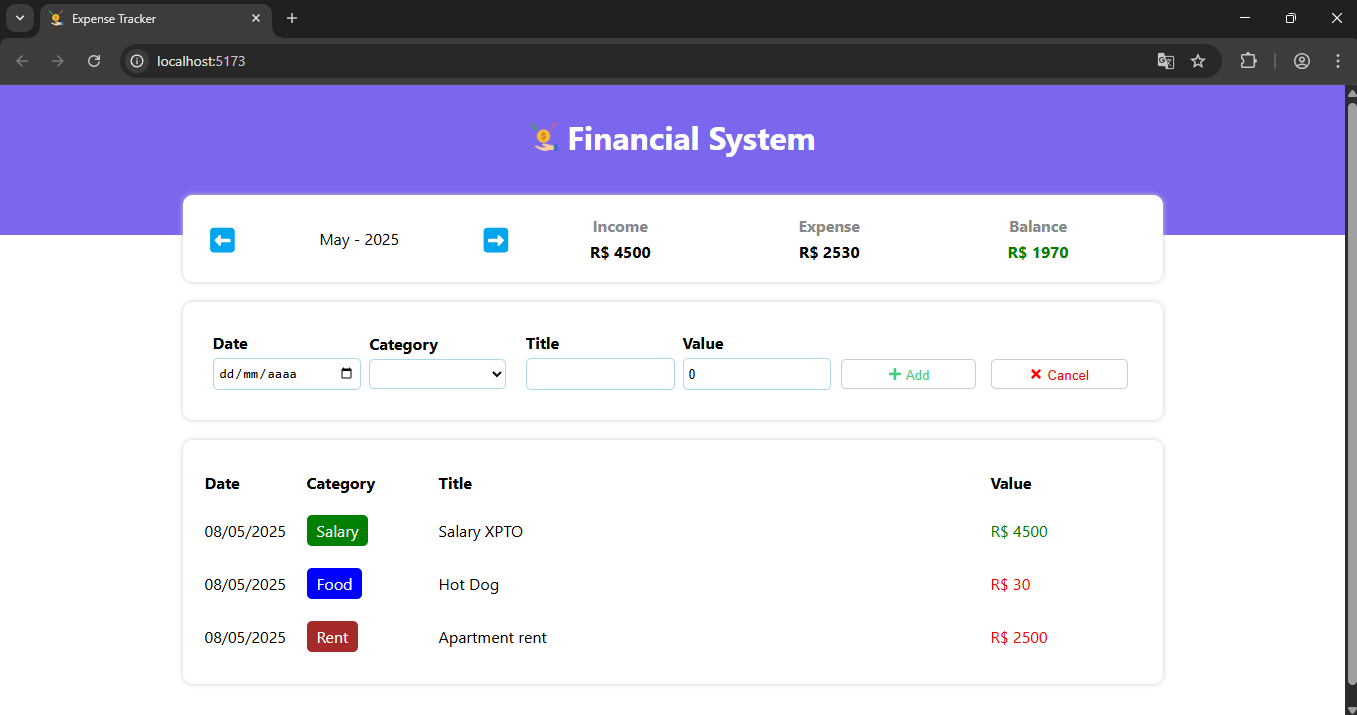 Expense Tracker
localhost:5173
Financial System
May - 2025
Income
R$ 4500
Expense
R$ 2530
Balance
R$ 1970
Date Category Title Value
dd/mm/aaaa 0 Add Cancel
Date Category Title Value
08/05/2025 Salary Salary XPTO R$ 4500
08/05/2025 Food Hot Dog R$ 30
08/05/2025 Rent Apartment rent R$ 2500